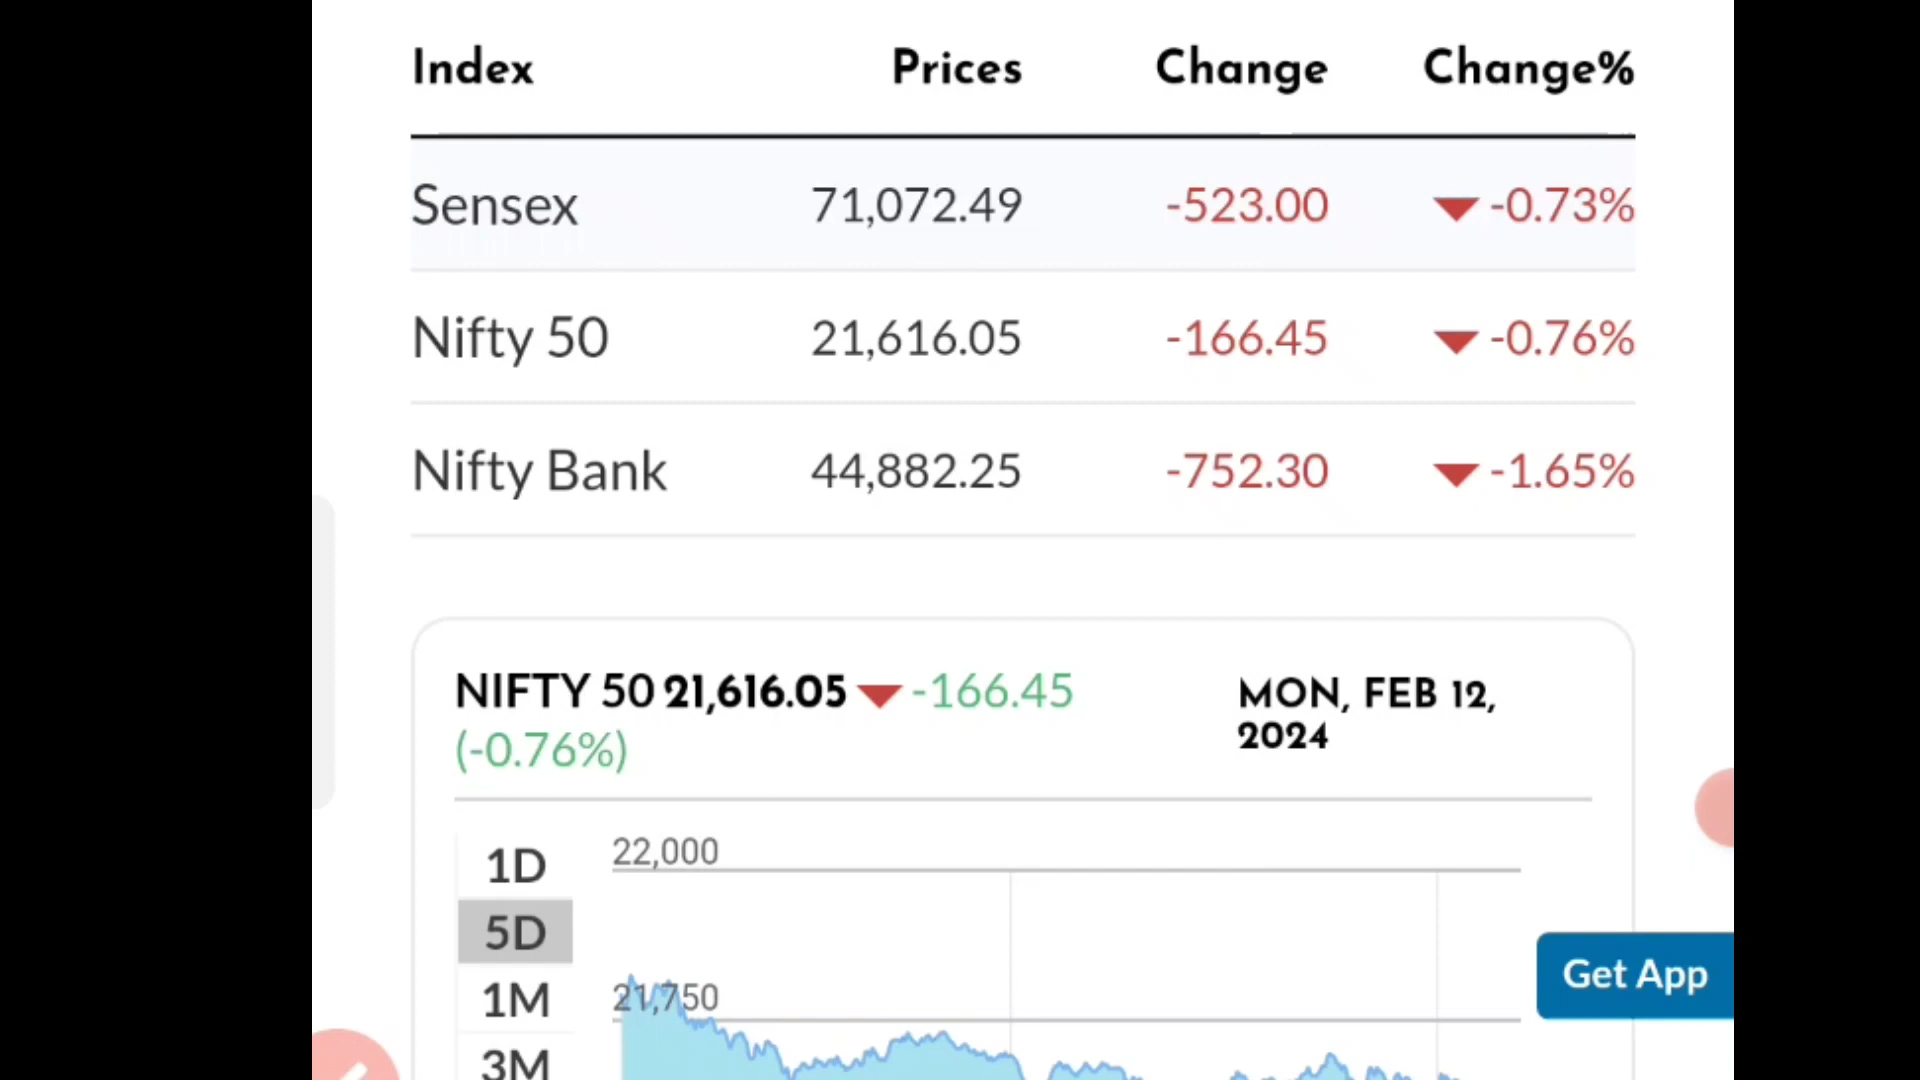 Index Prices Change Change%
Sensex 71,072.49 -523.00 -0.73%
Nifty 50 21,616.05 -166.45 -0.76%
Nifty Bank 44,882.25 -752.30 -1.65%
NIFTY 50 21,616.05 -166.45
(-0.76%)
MON, FEB 12,
2024
1D
5D
1M
3M
22,000
21,750
Get App